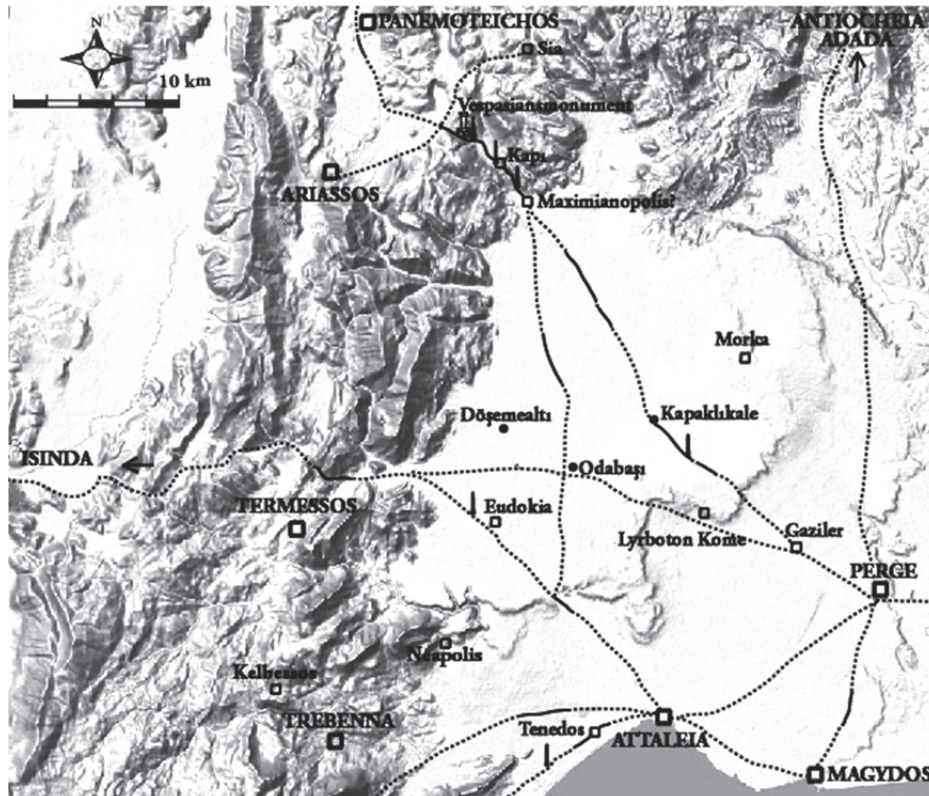 PANEMOTEICHOS
ANTIOCHEIA
ADADA
N
Sia
10 km
Vespasiansmonument
Kapı
ARIASSOS
Maximianopolis?
Morka
Döşemealtı
Kapaklıkale
ISINDA
Odabaşı
TERMESSOS
Eudokia
Lyrboton Kome
Gaziler
PERGE
Neapolis
Kelbessos
TREBENNA
Tenedos
ATTALEIA
MAGYDOS